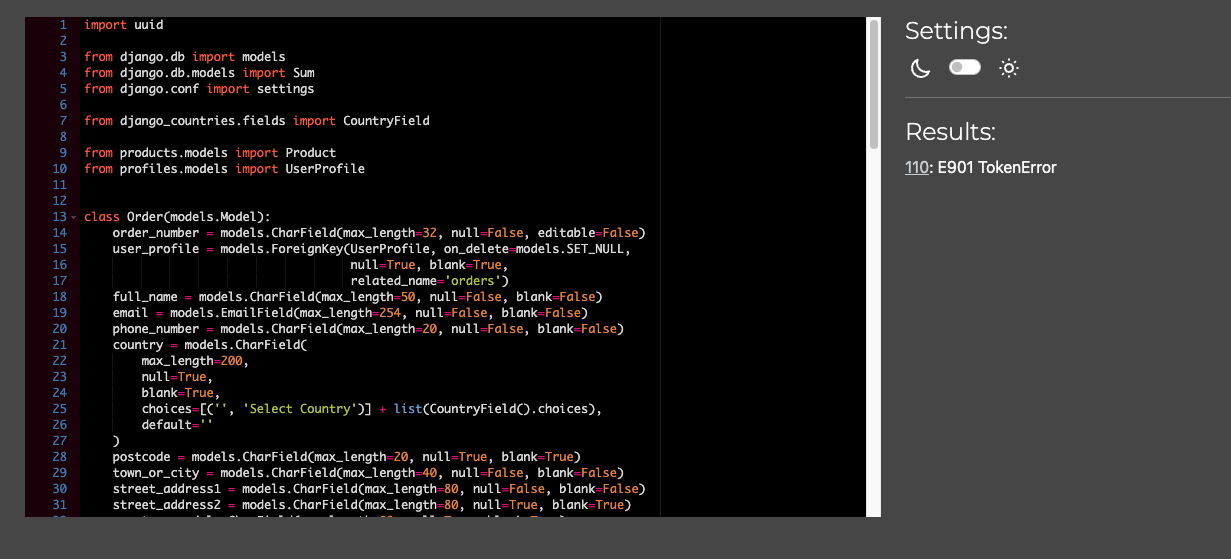 1 import uuid
2
3 from django.db import models
4 from django.db.models import Sum
5 from django.conf import settings
6
7 from django_countries.fields import CountryField
8
9 from products.models import Product
10 from profiles.models import UserProfile
11
12
13 class Order(models.Model):
14     order_number = models.CharField(max_length=32, null=False, editable=False)
15     user_profile = models.ForeignKey(UserProfile, on_delete=models.SET_NULL,
16                                      null=True, blank=True,
17                                      related_name='orders')
18     full_name = models.CharField(max_length=50, null=False, blank=False)
19     email = models.EmailField(max_length=254, null=False, blank=False)
20     phone_number = models.CharField(max_length=20, null=False, blank=False)
21     country = models.CharField(
22         max_length=200,
23         null=True,
24         blank=True,
25         choices=[('', 'Select Country')] + list(CountryField().choices),
26         default=''
27     )
28     postcode = models.CharField(max_length=20, null=True, blank=True)
29     town_or_city = models.CharField(max_length=40, null=False, blank=False)
30     street_address1 = models.CharField(max_length=80, null=False, blank=False)
31     street_address2 = models.CharField(max_length=80, null=True, blank=True)
Settings:
Results:
110: E901 TokenError